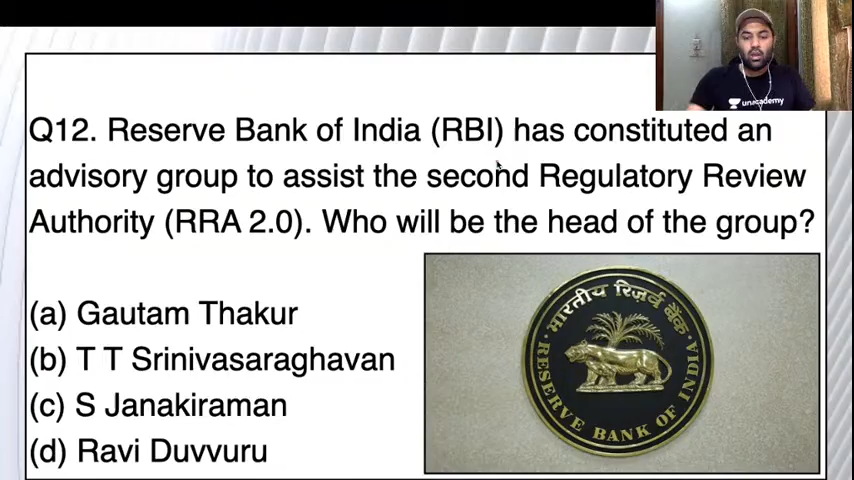 unacademy
Q12. Reserve Bank of India (RBI) has constituted an
advisory group to assist the second Regulatory Review
Authority (RRA 2.0). Who will be the head of the group?
(a) Gautam Thakur
(b) T T Srinivasaraghavan
(c) S Janakiraman
(d) Ravi Duvvuru
भारतीय रिज़र्व बैंक
RESERVE BANK OF INDIA